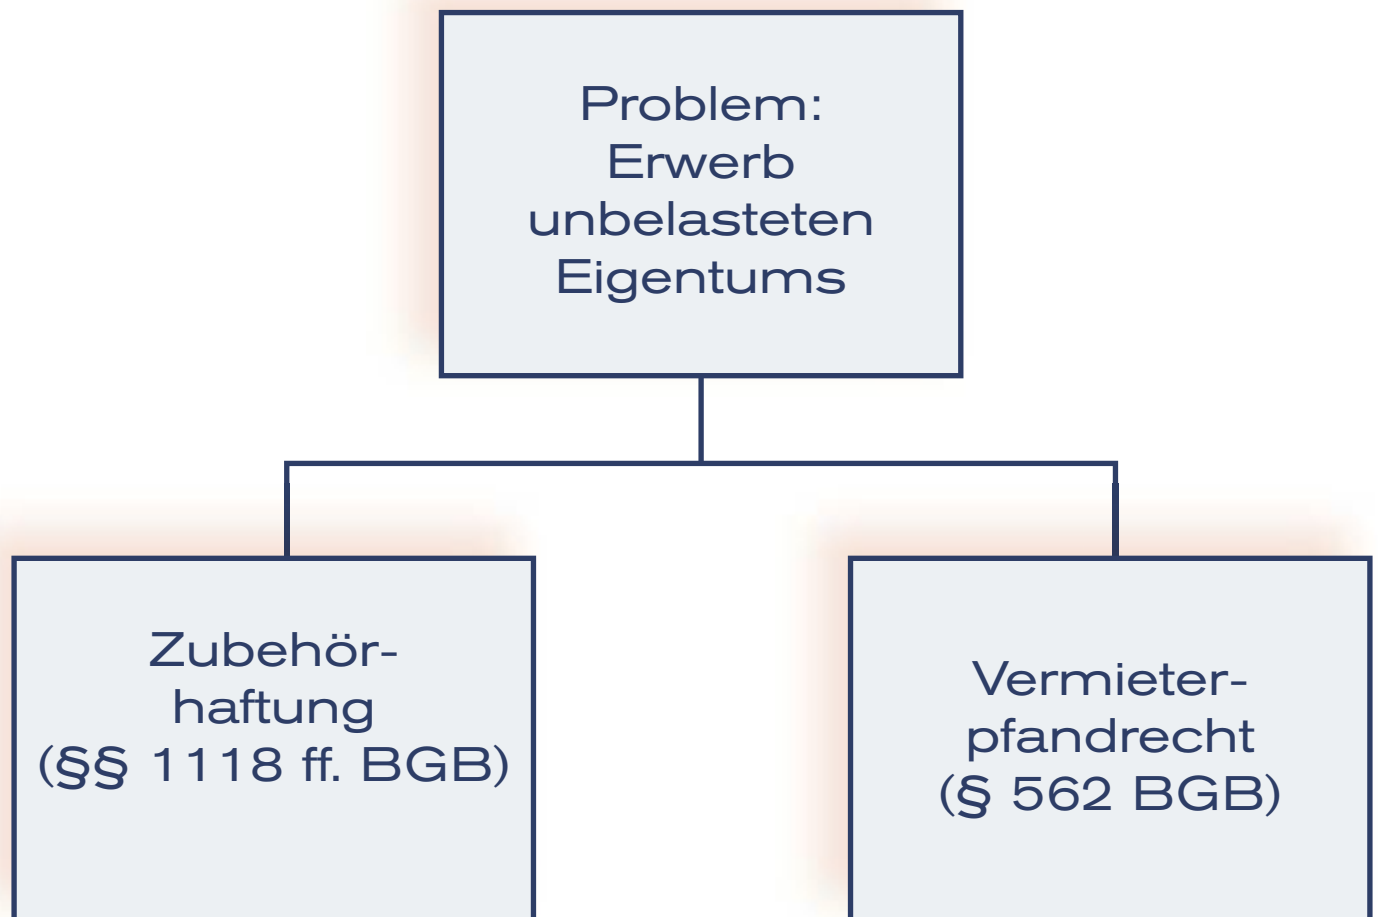 Problem:
Erwerb
unbelasteten
Eigentums
Zubehör-
haftung
(§§ 1118 ff. BGB)
Vermieter-
pfandrecht
(§ 562 BGB)